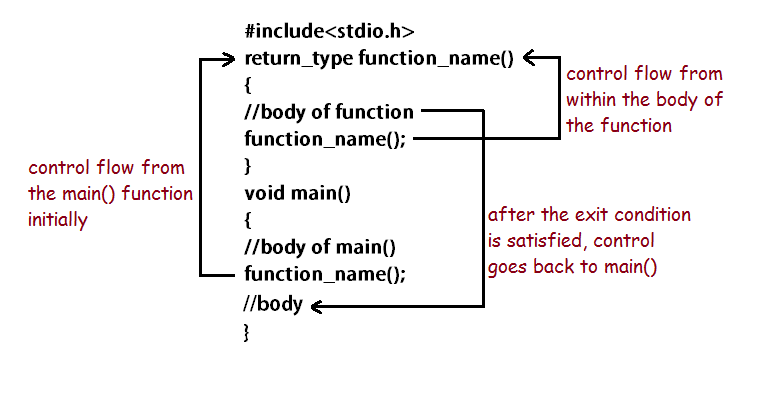 #include<stdio.h>
return_type function_name()
{
//body of function
function_name();
}
void main()
{
//body of main()
function_name();
//body
}
control flow from
the main() function
initially
control flow from
within the body of
the function
after the exit condition
is satisfied, control
goes back to main()